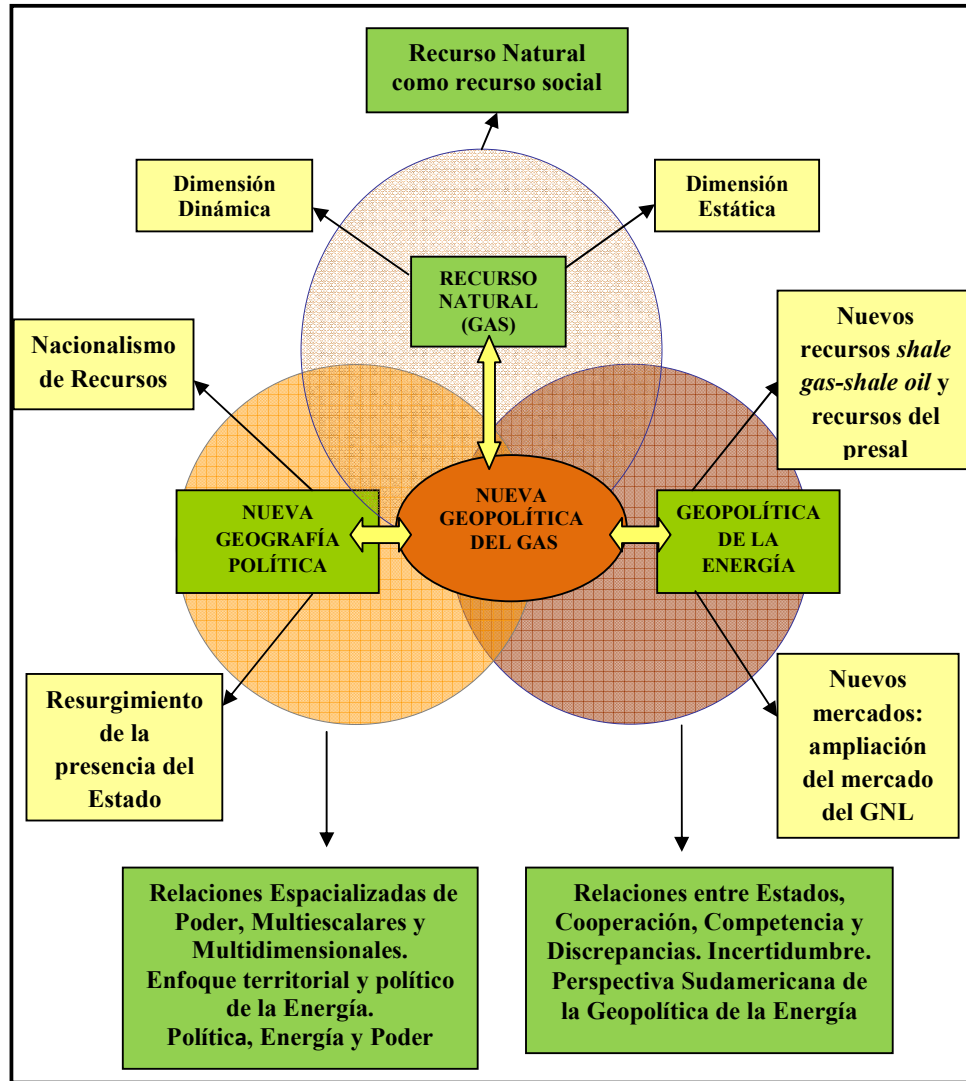 Recurso Natural
como recurso social
Dimensión
Dinámica
Dimensión
Estática
RECURSO
NATURAL
(GAS)
Nacionalismo
de Recursos
Nuevos
recursos shale
gas-shale oil y
recursos del
presal
NUEVA
GEOGRAFÍA
POLÍTICA
NUEVA
GEOPOLÍTICA
DEL GAS
GEOPOLÍTICA
DE LA
ENERGÍA
Resurgimiento
de la
presencia del
Estado
Nuevos
mercados:
ampliación
del mercado
del GNL
Relaciones Espacializadas de
Poder, Multiescalares y
Multidimensionales.
Enfoque territorial y político
de la Energía.
Política, Energía y Poder
Relaciones entre Estados,
Cooperación, Competencia y
Discrepancias. Incertidumbre.
Perspectiva Sudamericana de
la Geopolítica de la Energía